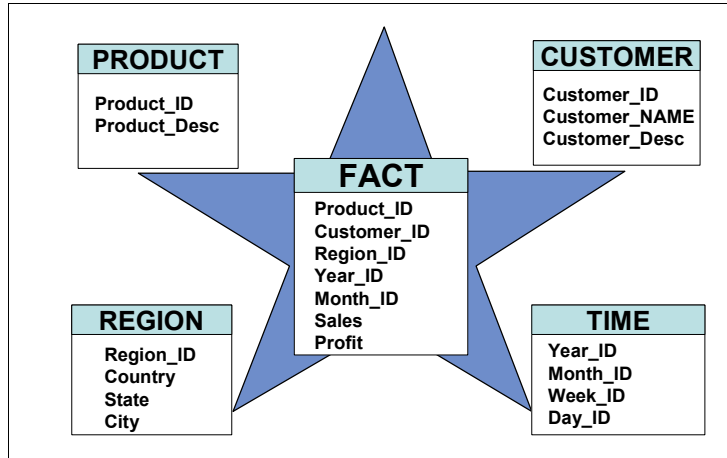 PRODUCT
Product_ID
Product_Desc
CUSTOMER
Customer_ID
Customer_NAME
Customer_Desc
FACT
Product_ID
Customer_ID
Region_ID
Year_ID
Month_ID
Sales
Profit
REGION
Region_ID
Country
State
City
TIME
Year_ID
Month_ID
Week_ID
Day_ID